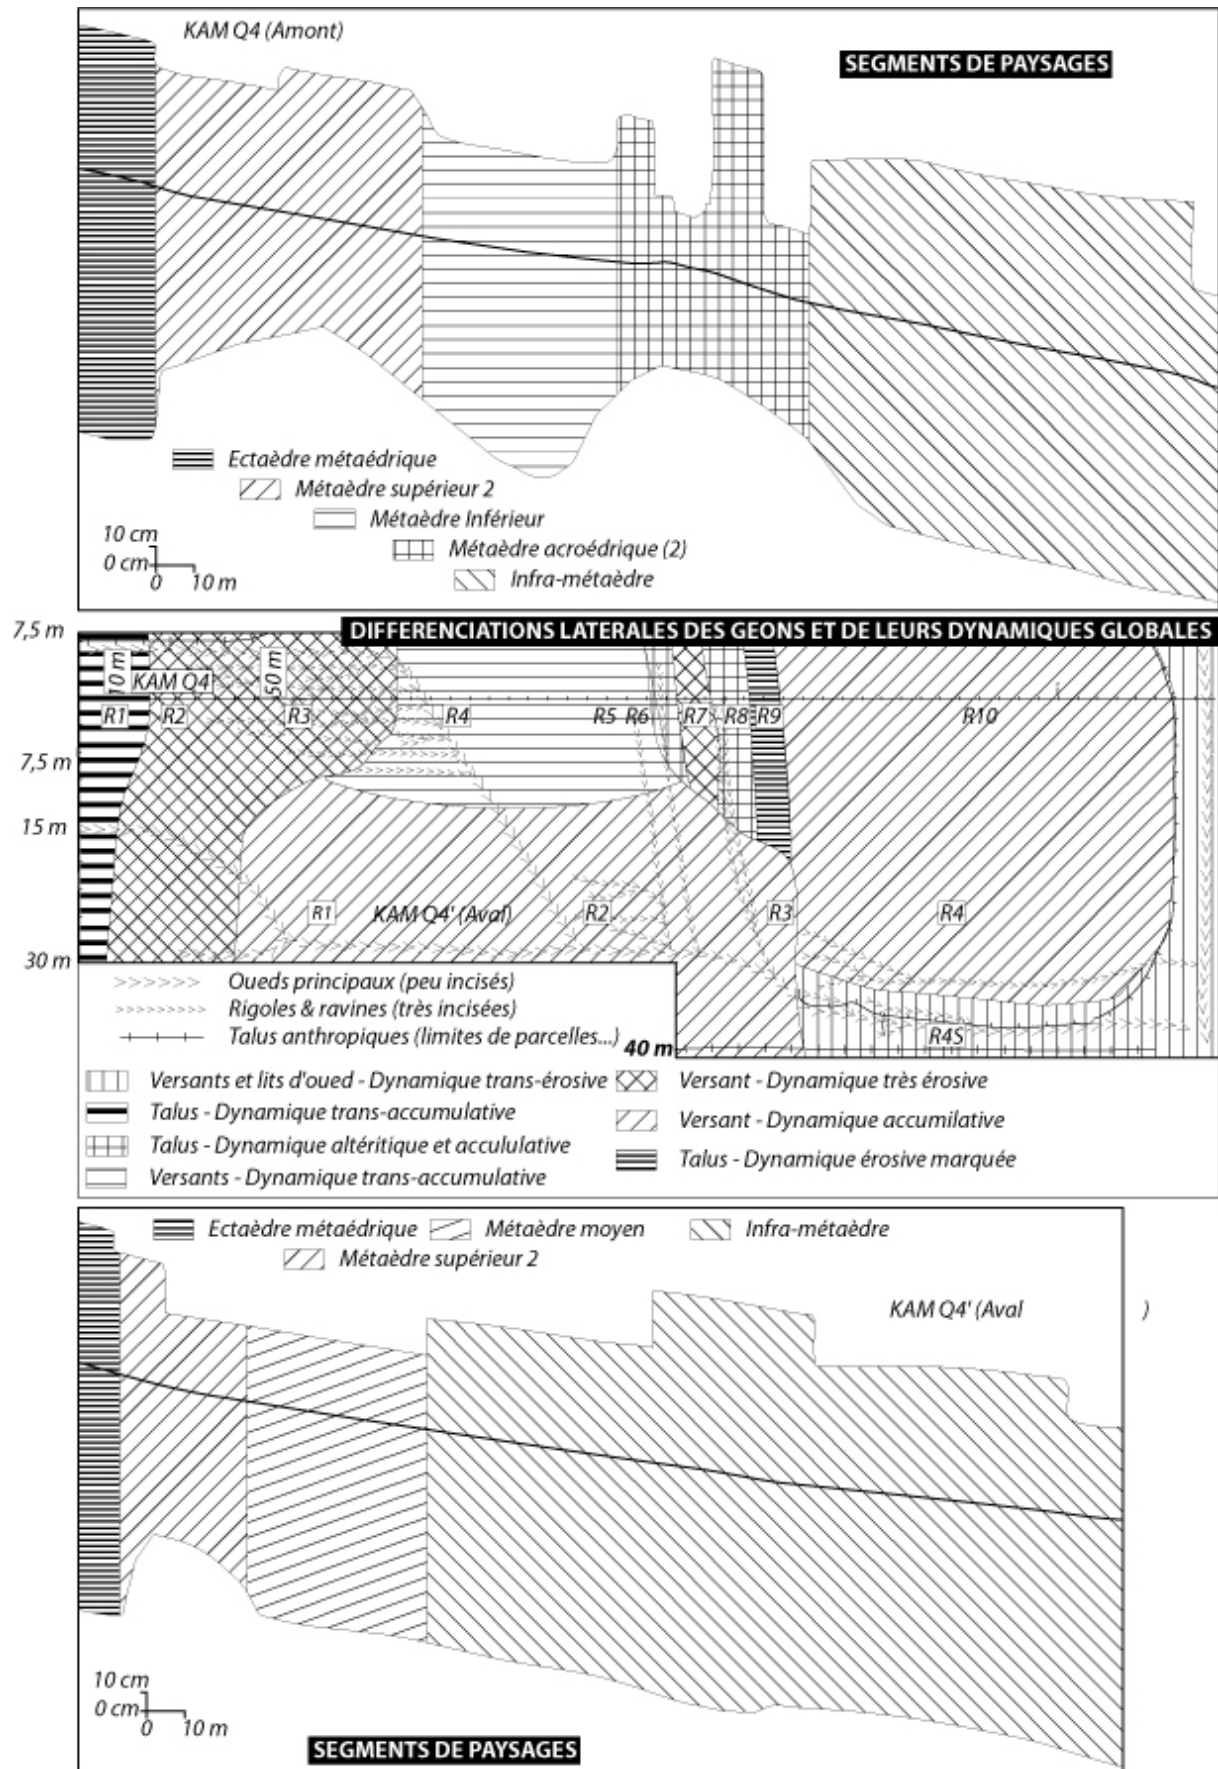 KAM Q4 (Amont)
SEGMENTS DE PAYSAGES
Ectaèdre métaédrique
Métaèdre supérieur 2
Métaèdre Inférieur
Métaèdre acroédrique (2)
Infra-métaèdre
10 cm
0 cm
0 10 m
7,5 m
DIFFERENCIATIONS LATERALES DES GEONS ET DE LEURS DYNAMIQUES GLOBALES
10 m
KAM Q4
50 m
R1 R2 R3 R4 R5 R6 R7 R8 R9 R10
7,5 m
15 m
R1 KAM Q4' (Aval) R2 R3 R4
30 m
Oueds principaux (peu incisés)
Rigoles & ravines (très incisées)
Talus anthropiques (limites de parcelles...)
40 m
R4S
Versants et lits d'oued - Dynamique trans-érosive
Versant - Dynamique très érosive
Talus - Dynamique trans-accumulative
Versant - Dynamique accumilative
Talus - Dynamique altéritique et accululative
Talus - Dynamique érosive marquée
Versants - Dynamique trans-accumulative
Ectaèdre métaédrique
Métaèdre moyen
Infra-métaèdre
Métaèdre supérieur 2
KAM Q4' (Aval )
10 cm
0 cm
0 10 m
SEGMENTS DE PAYSAGES